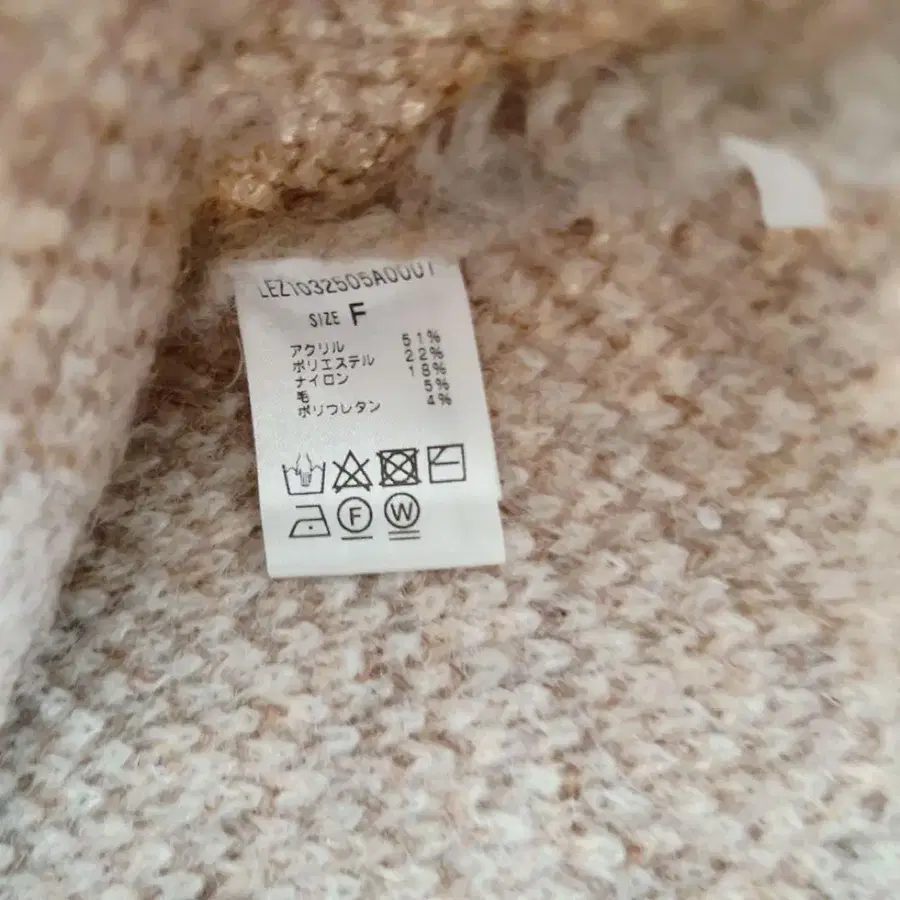 LEZ1032505A0001
SIZE F
アクリル 51%
ポリエステル 22%
ナイロン 18%
毛 5%
ポリウレタン 4%
F W